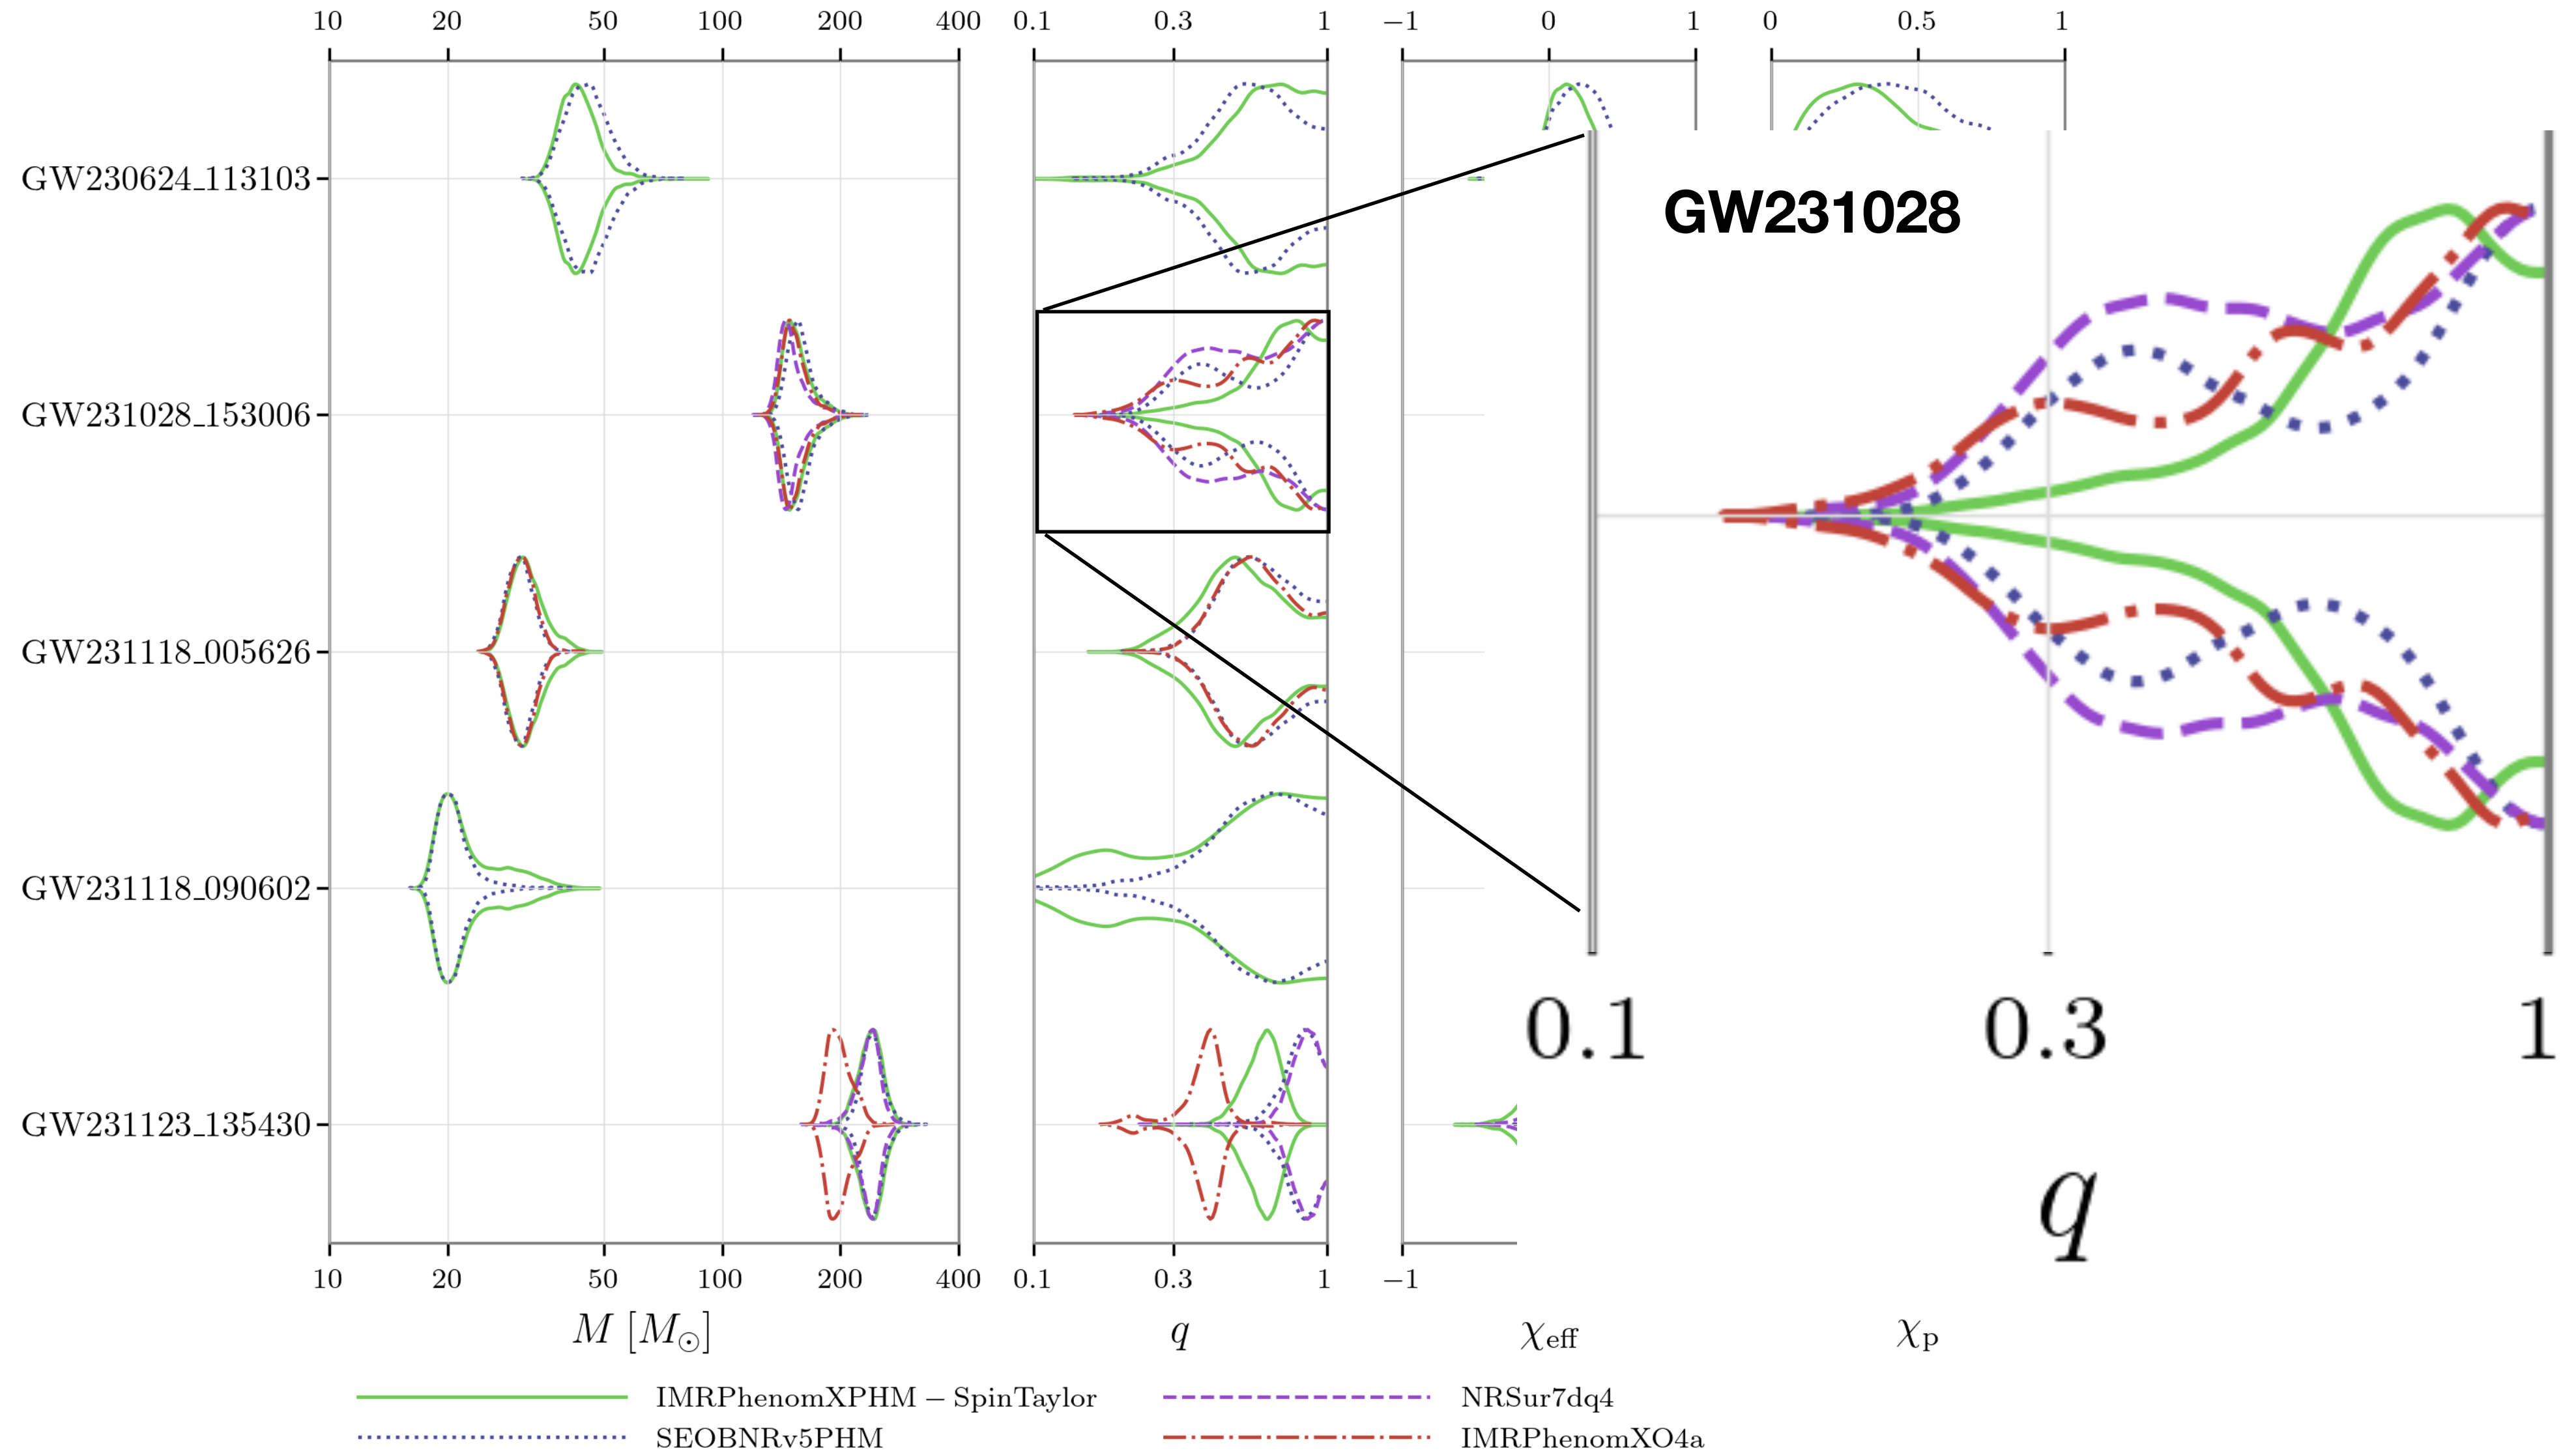 10 20 50 100 200 400 0.1 0.3 1 −1 0 1 0 0.5 1
GW230624_113103
GW231028
GW231028_153006
GW231118_005626
GW231118_090602
0.1 0.3 1
GW231123_135430
q
10 20 50 100 200 400 0.1 0.3 1 −1
M [M⊙] q χeff χp
IMRPhenomXPHM − SpinTaylor NRSur7dq4
SEOBNRv5PHM IMRPhenomXO4a